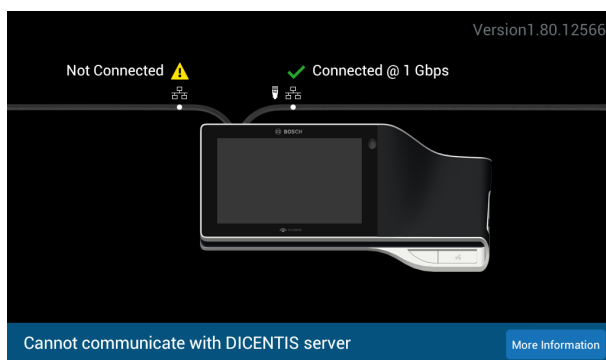 Version1.80.12566
Not Connected
Connected @ 1 Gbps
BOSCH
Cannot communicate with DICENTIS server
More Information